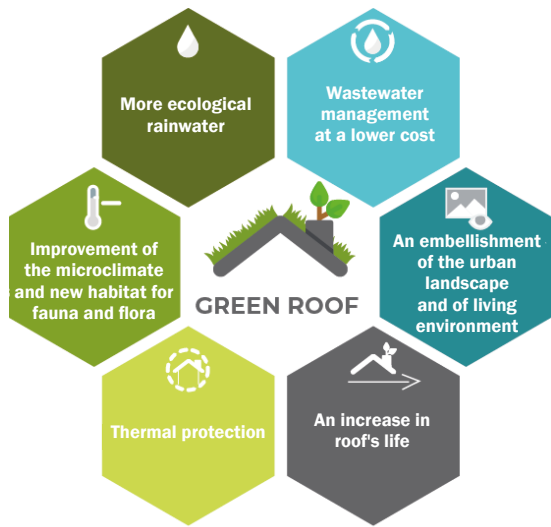 More ecological
rainwater
Wastewater
management
at a lower cost
Improvement of
the microclimate
and new habitat for
fauna and flora
GREEN ROOF
An embellishment
of the urban
landscape
and of living
environment
Thermal protection
An increase in
roof's life